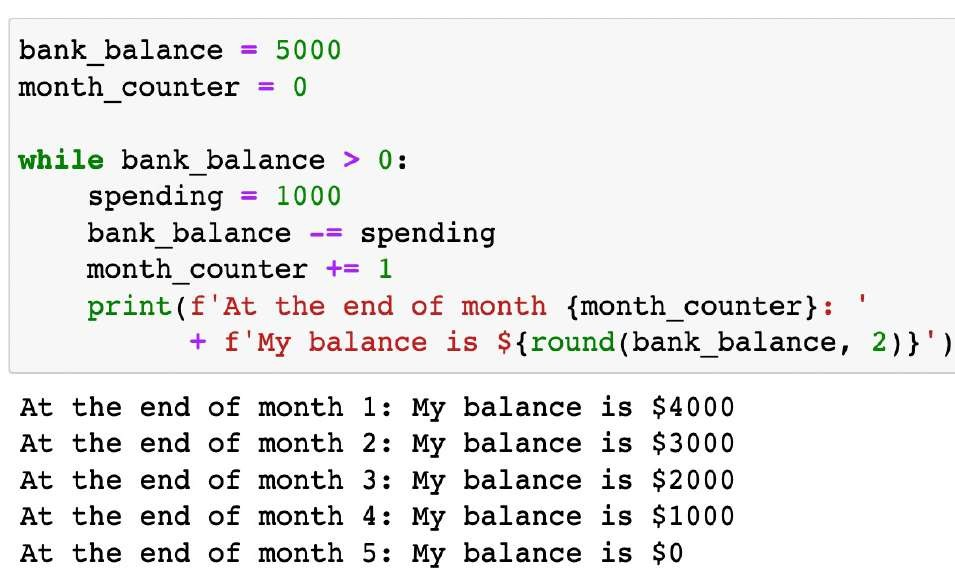 bank_balance = 5000
month_counter = 0
while bank_balance > 0:
    spending = 1000
    bank_balance -= spending
    month_counter += 1
    print(f'At the end of month {month_counter}: '
          + f'My balance is ${round(bank_balance, 2)}')
At the end of month 1: My balance is $4000
At the end of month 2: My balance is $3000
At the end of month 3: My balance is $2000
At the end of month 4: My balance is $1000
At the end of month 5: My balance is $0